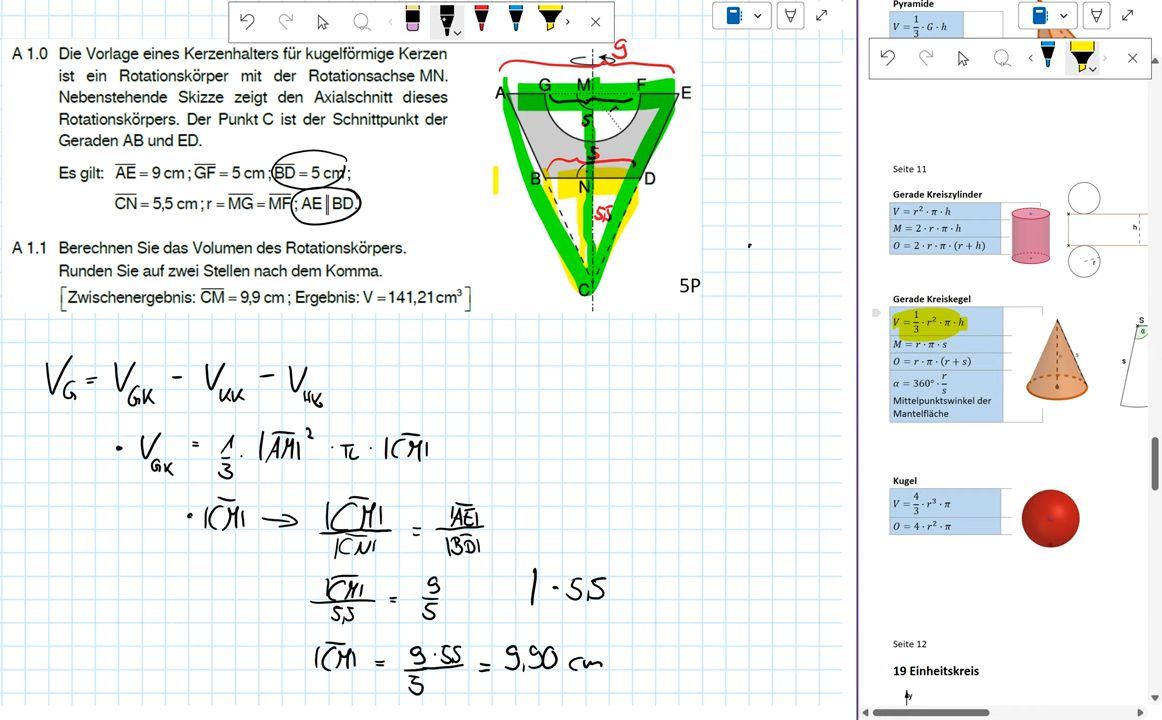 A 1.0 Die Vorlage eines Kerzenhalters für kugelförmige Kerzen
ist ein Rotationskörper mit der Rotationsachse MN.
Nebenstehende Skizze zeigt den Axialschnitt dieses
Rotationskörpers. Der Punkt C ist der Schnittpunkt der
Geraden AB und ED.
Es gilt: AE = 9 cm ; GF = 5 cm ; BD = 5 cm ;
CN = 5,5 cm ; r = MG = MF ; AE || BD.
A 1.1 Berechnen Sie das Volumen des Rotationskörpers.
Runden Sie auf zwei Stellen nach dem Komma.
[Zwischenergebnis: CM = 9,9 cm ; Ergebnis: V = 141,21 cm³]
9
A G M F E
r
5
5
B N D
5,5
C
5P
V_G = V_GK - V_KK - V_HK
• V_GK = 1/3 · |AM|² · π · |CM|
• |CM| → |CM|/|CN| = |AE|/|BD|
|CM|/5,5 = 9/5 | · 5,5
|CM| = 9·5,5/5 = 9,90 cm
Pyramide
V = 1/3 · G · h
Seite 11
Gerade Kreiszylinder
V = r² · π · h
M = 2 · r · π · h
O = 2 · r · π · (r + h)
h
r
Gerade Kreiskegel
V = 1/3 · r² · π · h
M = r · π · s
O = r · π · (r + s)
α = 360° · r/s
Mittelpunktswinkel der
Mantelfläche
s
S
α
s
Kugel
V = 4/3 · r³ · π
O = 4 · r² · π
Seite 12
19 Einheitskreis
y